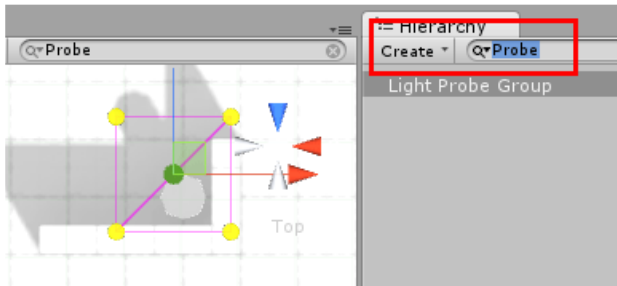 Hierarchy
Probe
Create
Probe
Light Probe Group
Top